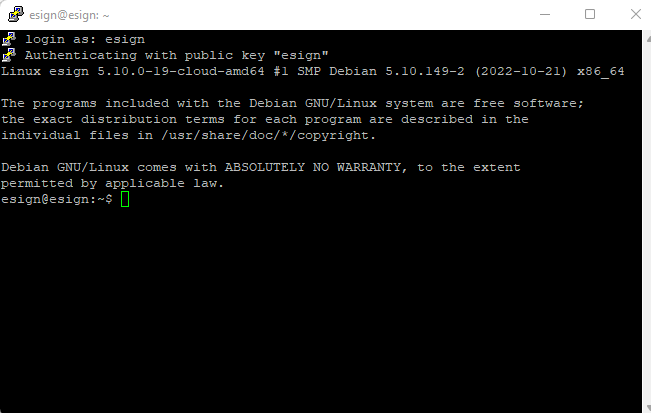 esign@esign: ~
login as: esign
Authenticating with public key "esign"
Linux esign 5.10.0-19-cloud-amd64 #1 SMP Debian 5.10.149-2 (2022-10-21) x86_64
The programs included with the Debian GNU/Linux system are free software;
the exact distribution terms for each program are described in the
individual files in /usr/share/doc/*/copyright.
Debian GNU/Linux comes with ABSOLUTELY NO WARRANTY, to the extent
permitted by applicable law.
esign@esign:~$